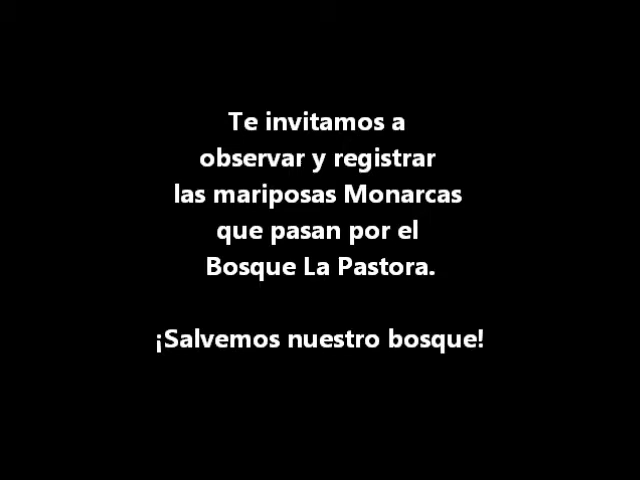 Te invitamos a
observar y registrar
las mariposas Monarcas
que pasan por el
Bosque La Pastora.
¡Salvemos nuestro bosque!